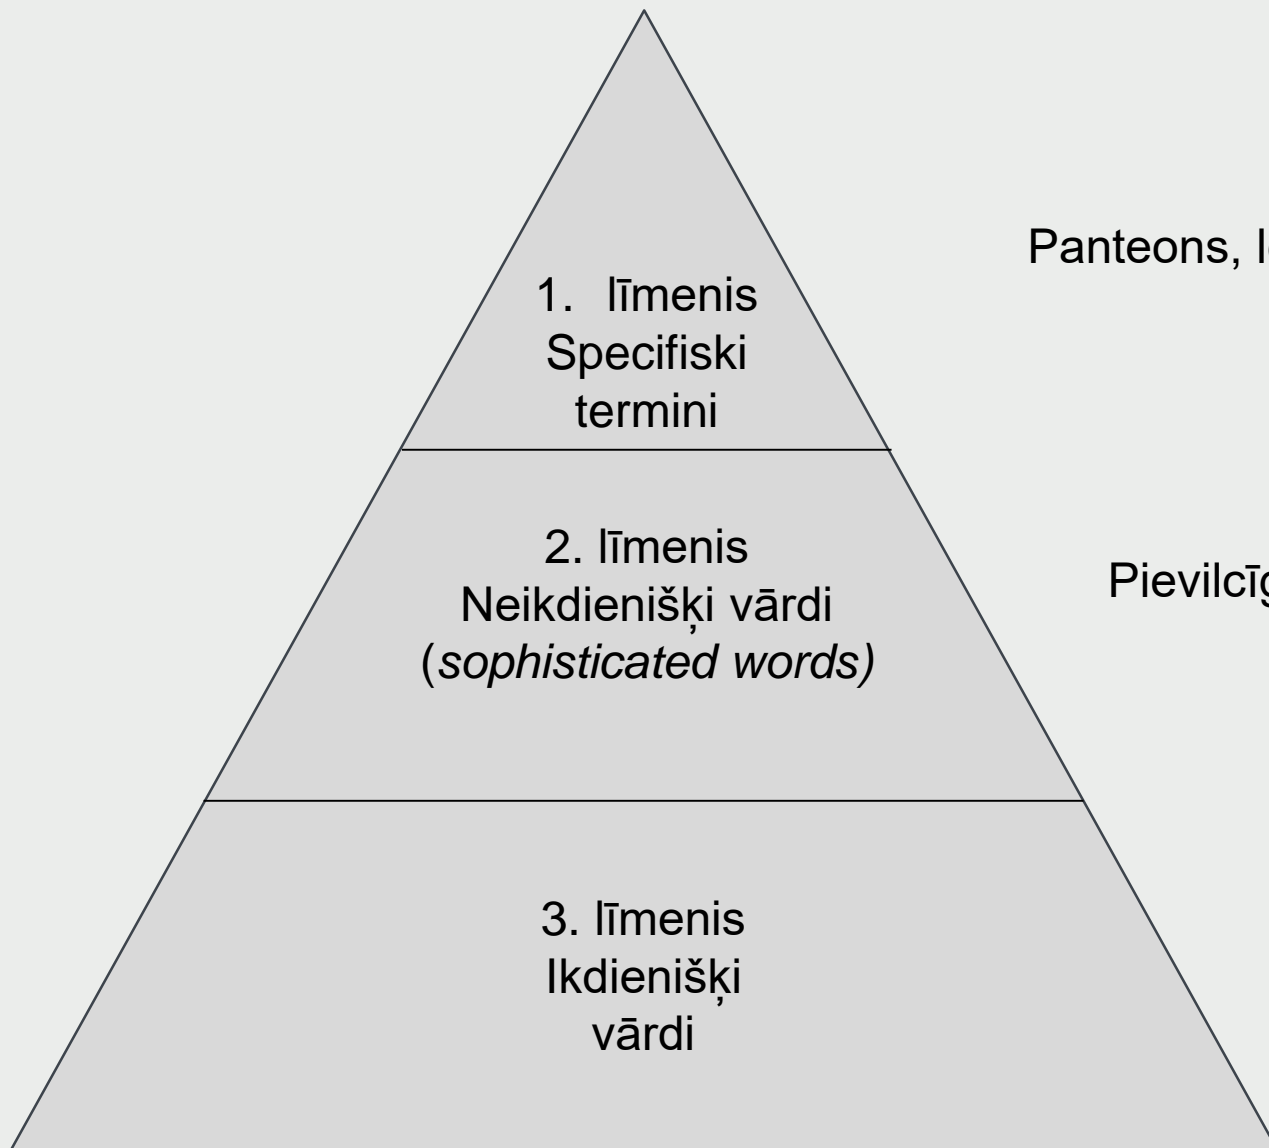 Panteons,
1. līmenis
Specifiski
termini
2. līmenis
Neikdienišķi vārdi
(sophisticated words)
3. līmenis
Ikdienišķi
vārdi